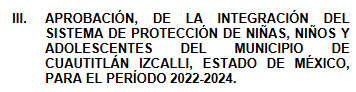 III. APROBACIÓN, DE LA INTEGRACIÓN DEL
SISTEMA DE PROTECCIÓN DE NIÑAS, NIÑOS Y
ADOLESCENTES DEL MUNICIPIO DE
CUAUTITLÁN IZCALLI, ESTADO DE MÉXICO,
PARA EL PERÍODO 2022-2024.